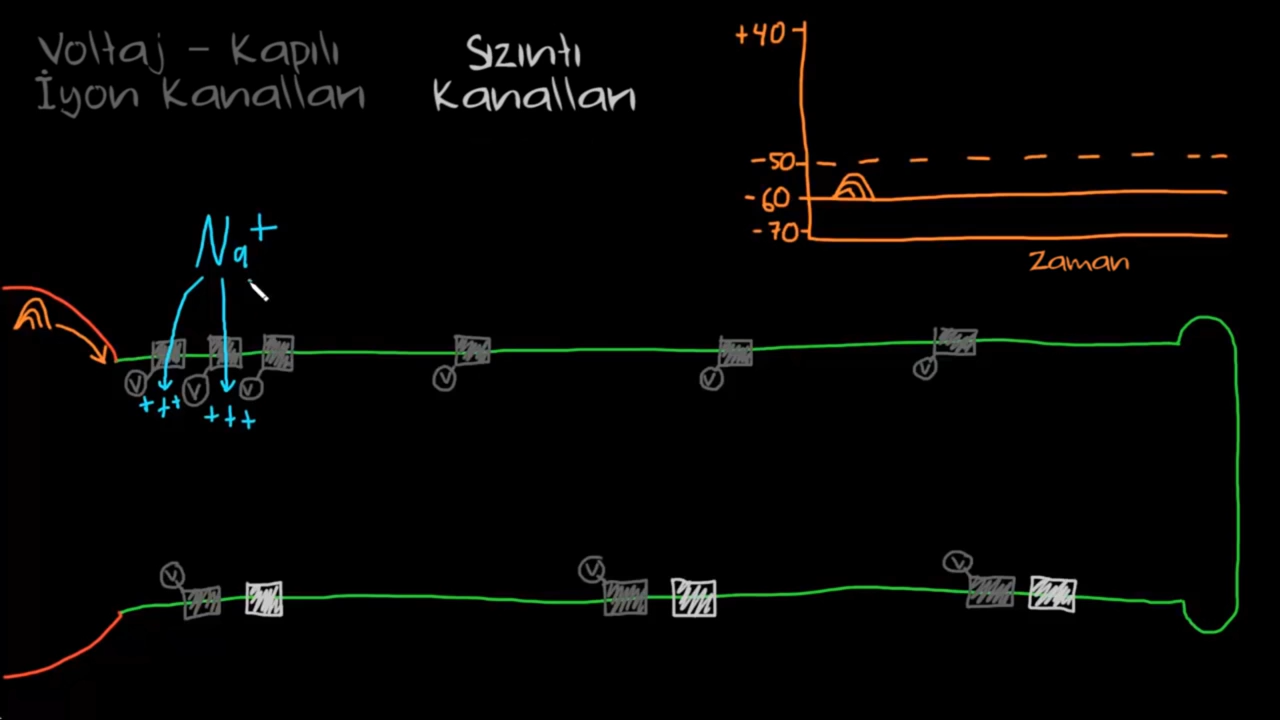 Voltaj - Kapılı
İyon Kanalları
Sızıntı
Kanalları
+40
-50
-60
-70
Zaman
Na+
V
V
V
V
V
V
+++
+++
V
V
V